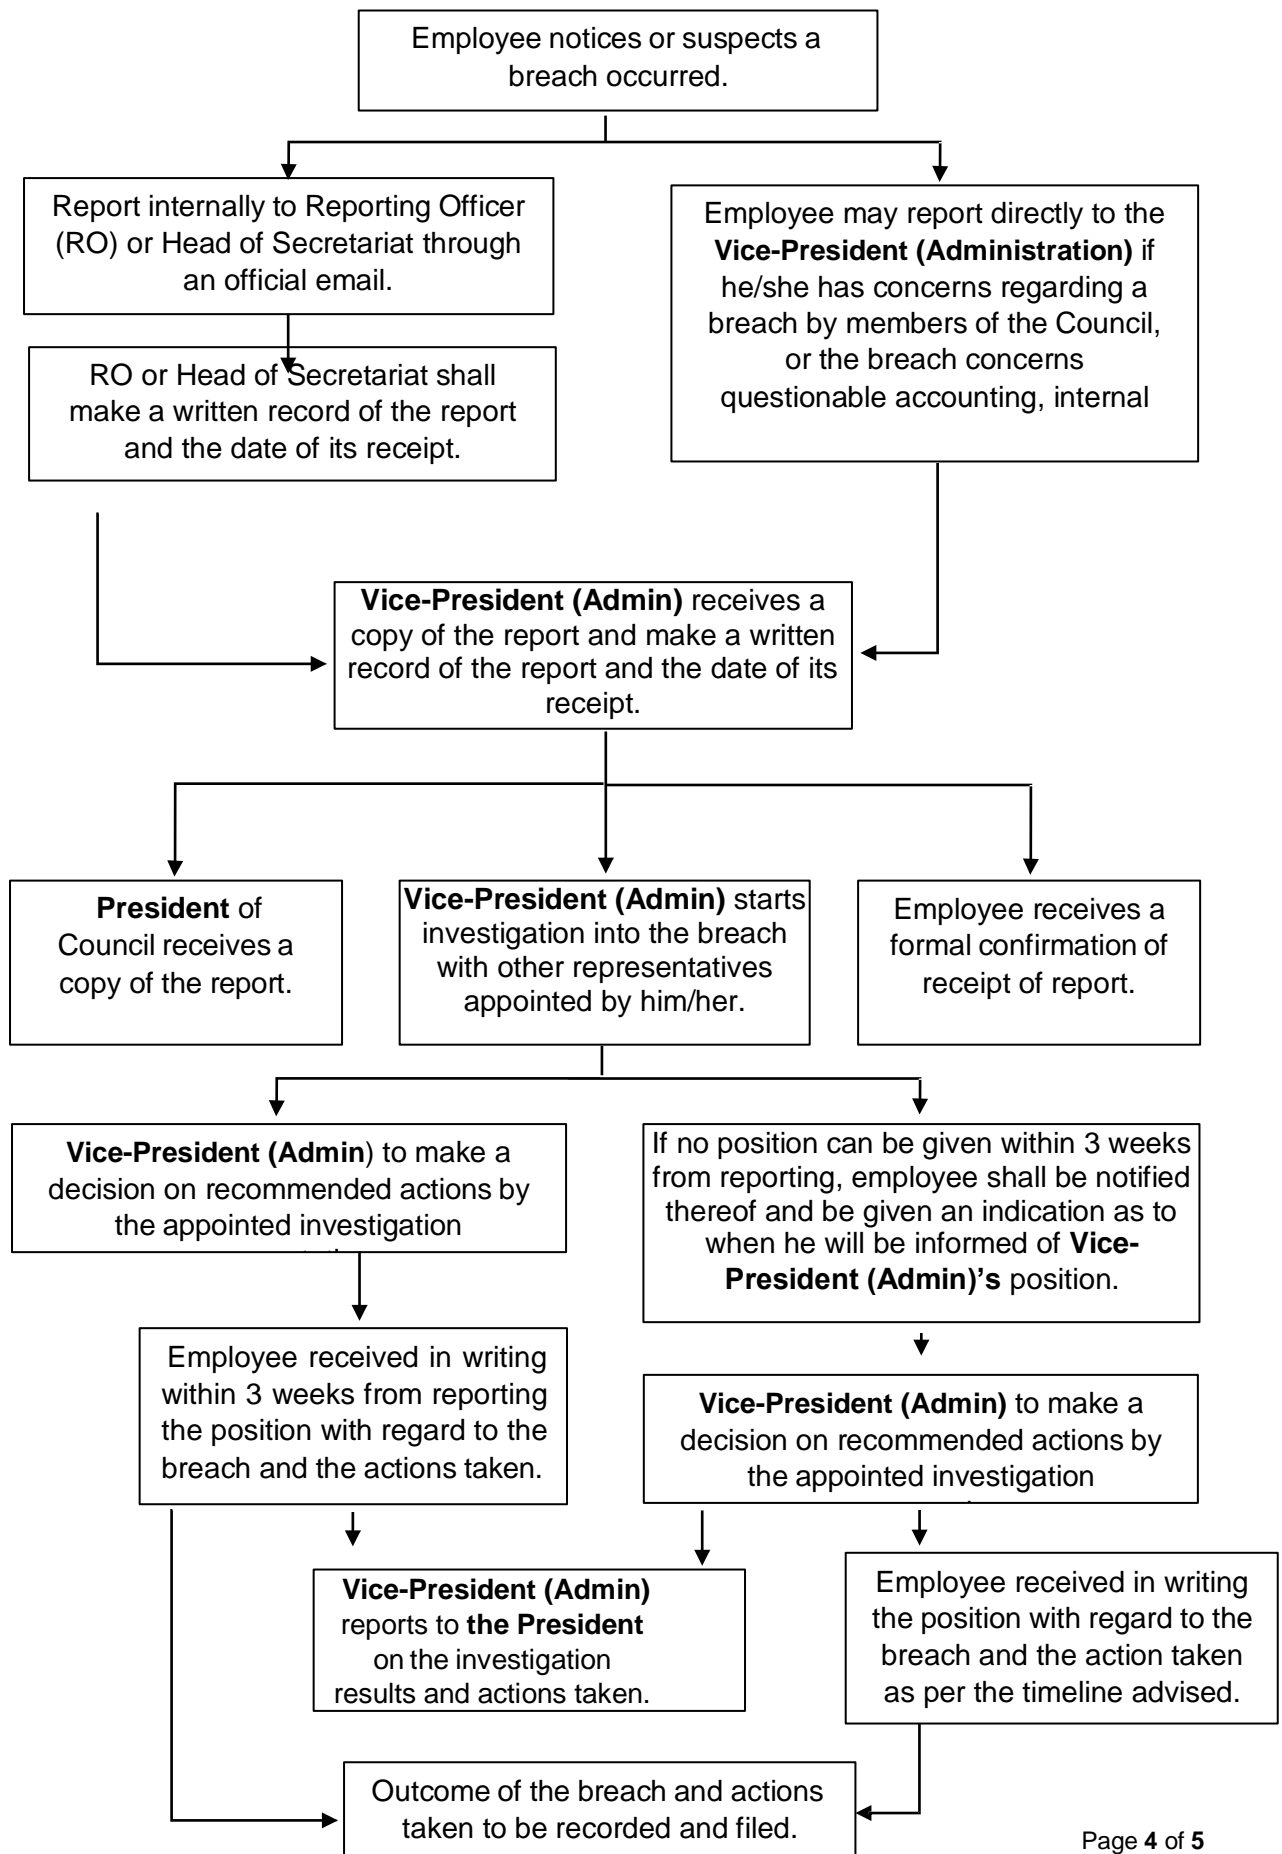 Employee notices or suspects a
breach occurred.
Report internally to Reporting Officer
(RO) or Head of Secretariat through
an official email.
Employee may report directly to the
Vice-President (Administration) if
he/she has concerns regarding a
breach by members of the Council,
or the breach concerns
questionable accounting, internal
RO or Head of Secretariat shall
make a written record of the report
and the date of its receipt.
Vice-President (Admin) receives a
copy of the report and make a written
record of the report and the date of its
receipt.
President of
Council receives a
copy of the report.
Vice-President (Admin) starts
investigation into the breach
with other representatives
appointed by him/her.
Employee receives a
formal confirmation of
receipt of report.
Vice-President (Admin) to make a
decision on recommended actions by
the appointed investigation
If no position can be given within 3 weeks
from reporting, employee shall be notified
thereof and be given an indication as to
when he will be informed of Vice-
President (Admin)’s position.
Employee received in writing
within 3 weeks from reporting
the position with regard to the
breach and the actions taken.
Vice-President (Admin) to make a
decision on recommended actions by
the appointed investigation
Vice-President (Admin)
reports to the President
on the investigation
results and actions taken.
Employee received in writing
the position with regard to the
breach and the action taken
as per the timeline advised.
Outcome of the breach and actions
taken to be recorded and filed.
Page 4 of 5